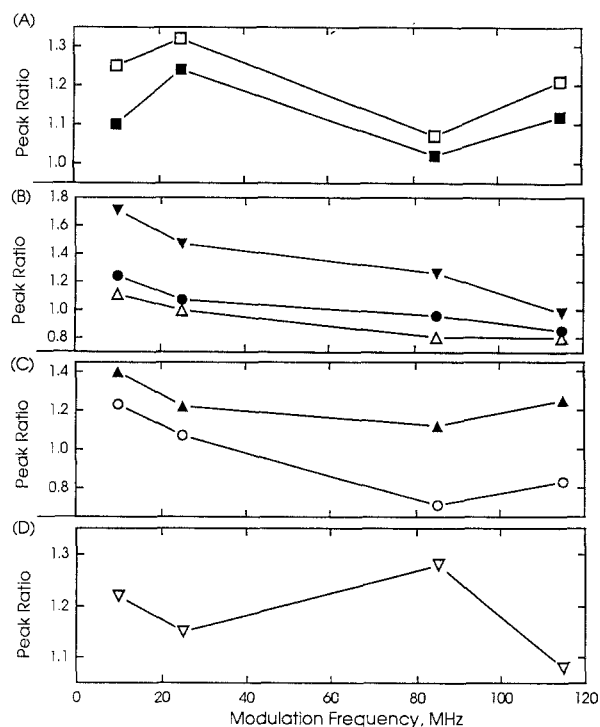 (A)
1.3
1.2
1.1
1.0
Peak Ratio
(B)
1.8
1.6
1.4
1.2
1.0
0.8
Peak Ratio
(C)
1.4
1.2
1.0
0.8
Peak Ratio
(D)
1.3
1.2
1.1
Peak Ratio
0 20 40 60 80 100 120
Modulation Frequency, MHz